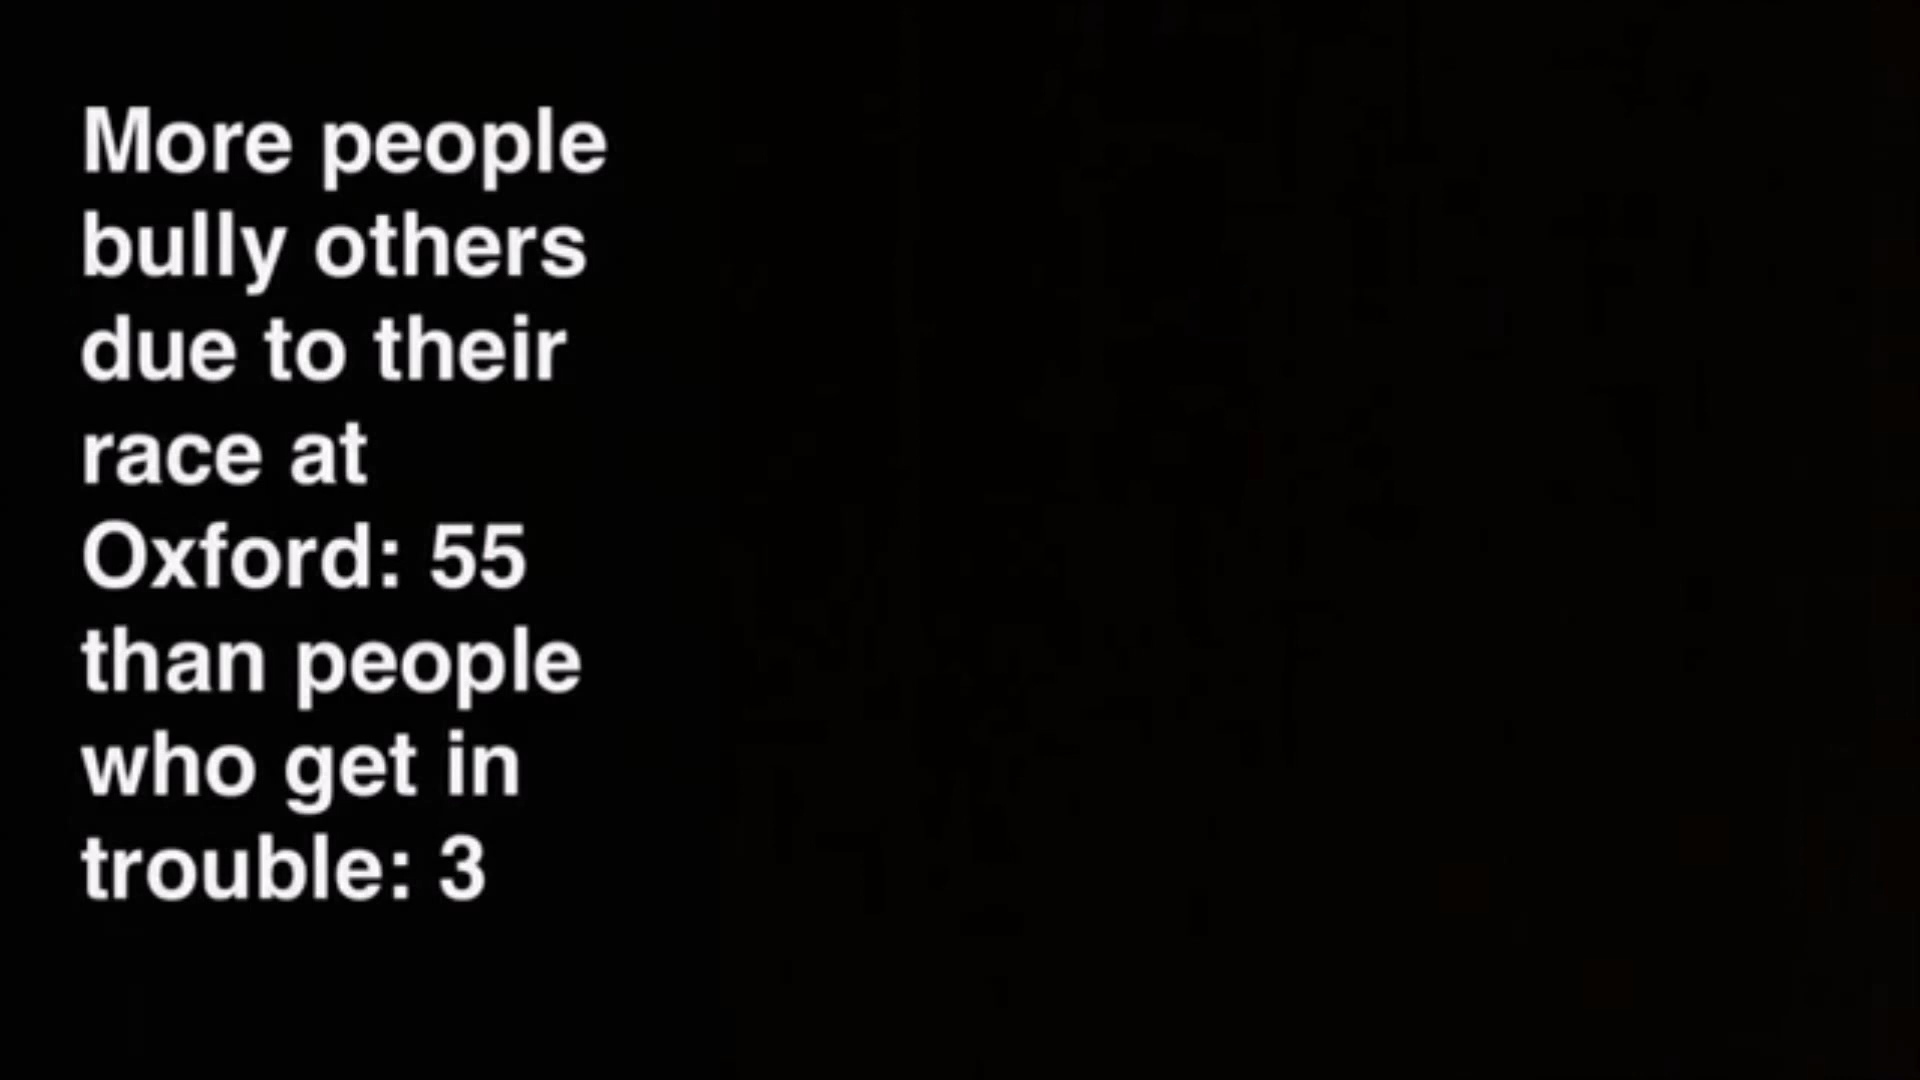 More people
bully others
due to their
race at
Oxford: 55
than people
who get in
trouble: 3